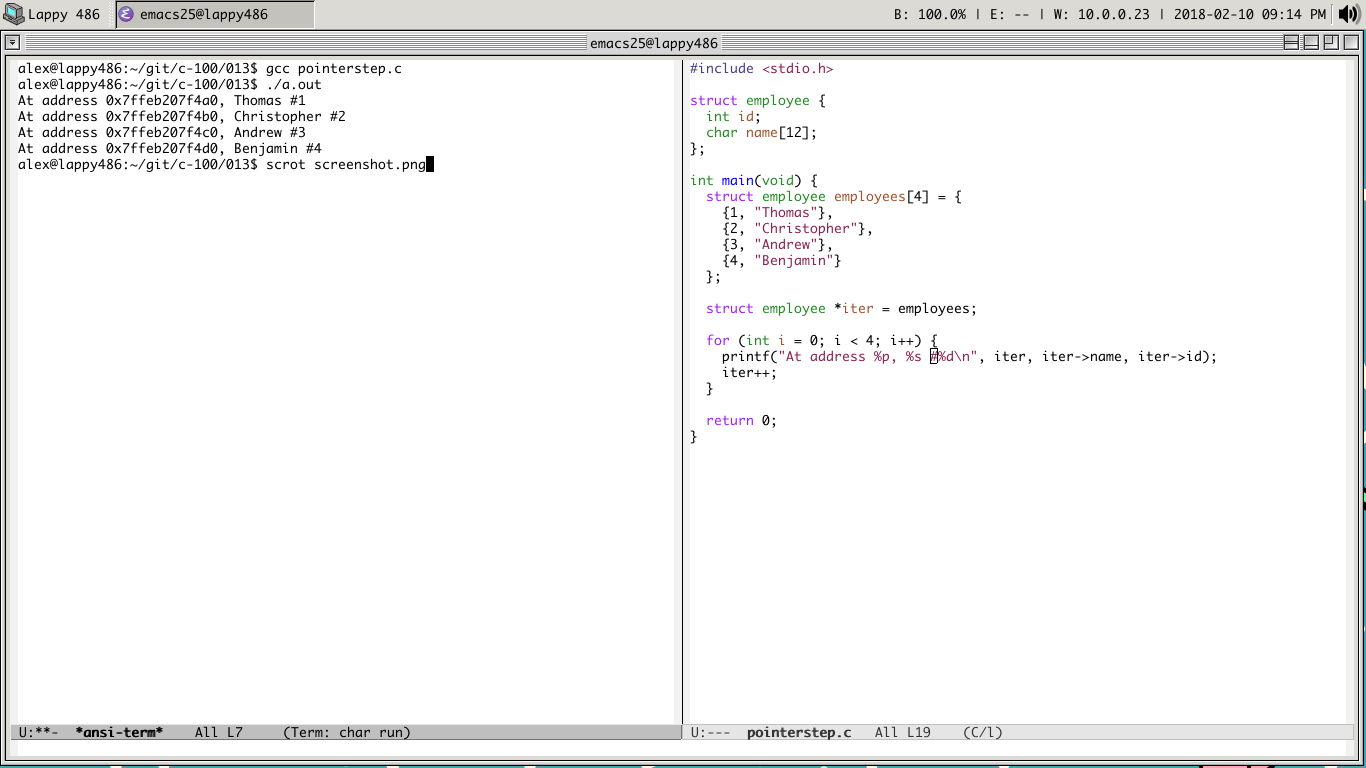 Lappy 486 emacs25@lappy486 B: 100.0% | E: -- | W: 10.0.0.23 | 2018-02-10 09:14 PM
emacs25@lappy486
alex@lappy486:~/git/c-100/013$ gcc pointerstep.c
alex@lappy486:~/git/c-100/013$ ./a.out
At address 0x7ffeb207f4a0, Thomas #1
At address 0x7ffeb207f4b0, Christopher #2
At address 0x7ffeb207f4c0, Andrew #3
At address 0x7ffeb207f4d0, Benjamin #4
alex@lappy486:~/git/c-100/013$ scrot screenshot.png
U:**-  *ansi-term*    All L7     (Term: char run)
#include <stdio.h>

struct employee {
  int id;
  char name[12];
};

int main(void) {
  struct employee employees[4] = {
    {1, "Thomas"},
    {2, "Christopher"},
    {3, "Andrew"},
    {4, "Benjamin"}
  };

  struct employee *iter = employees;

  for (int i = 0; i < 4; i++) {
    printf("At address %p, %s #%d\n", iter, iter->name, iter->id);
    iter++;
  }

  return 0;
}
U:---  pointerstep.c   All L19    (C/l)